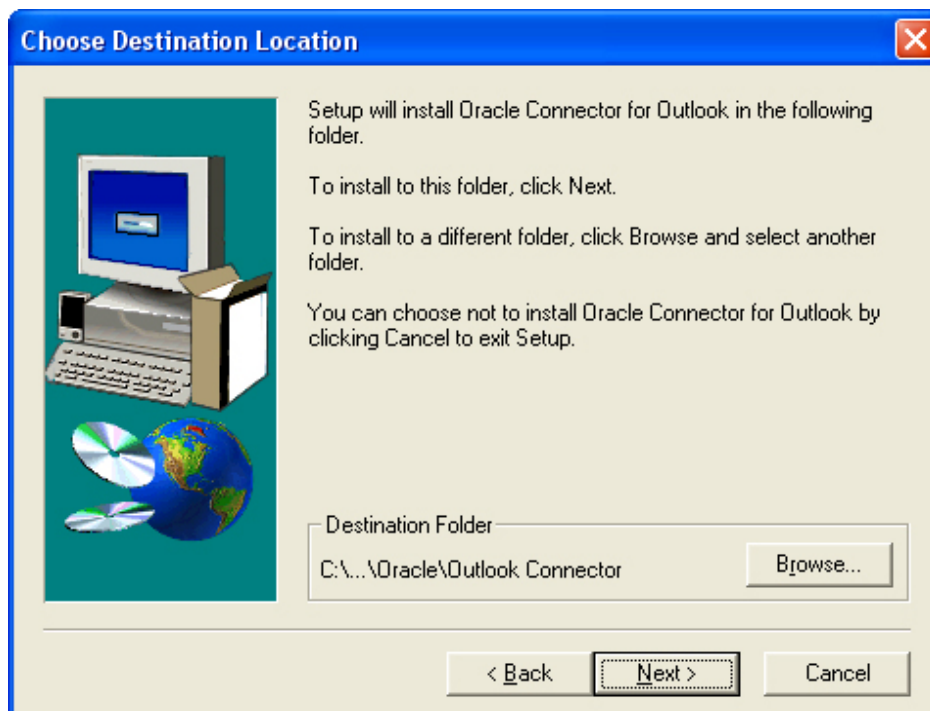 Choose Destination Location
Setup will install Oracle Connector for Outlook in the following
folder.
To install to this folder, click Next.
To install to a different folder, click Browse and select another
folder.
You can choose not to install Oracle Connector for Outlook by
clicking Cancel to exit Setup.
Destination Folder
C:\...\Oracle\Outlook Connector
Browse...
< Back
Next >
Cancel